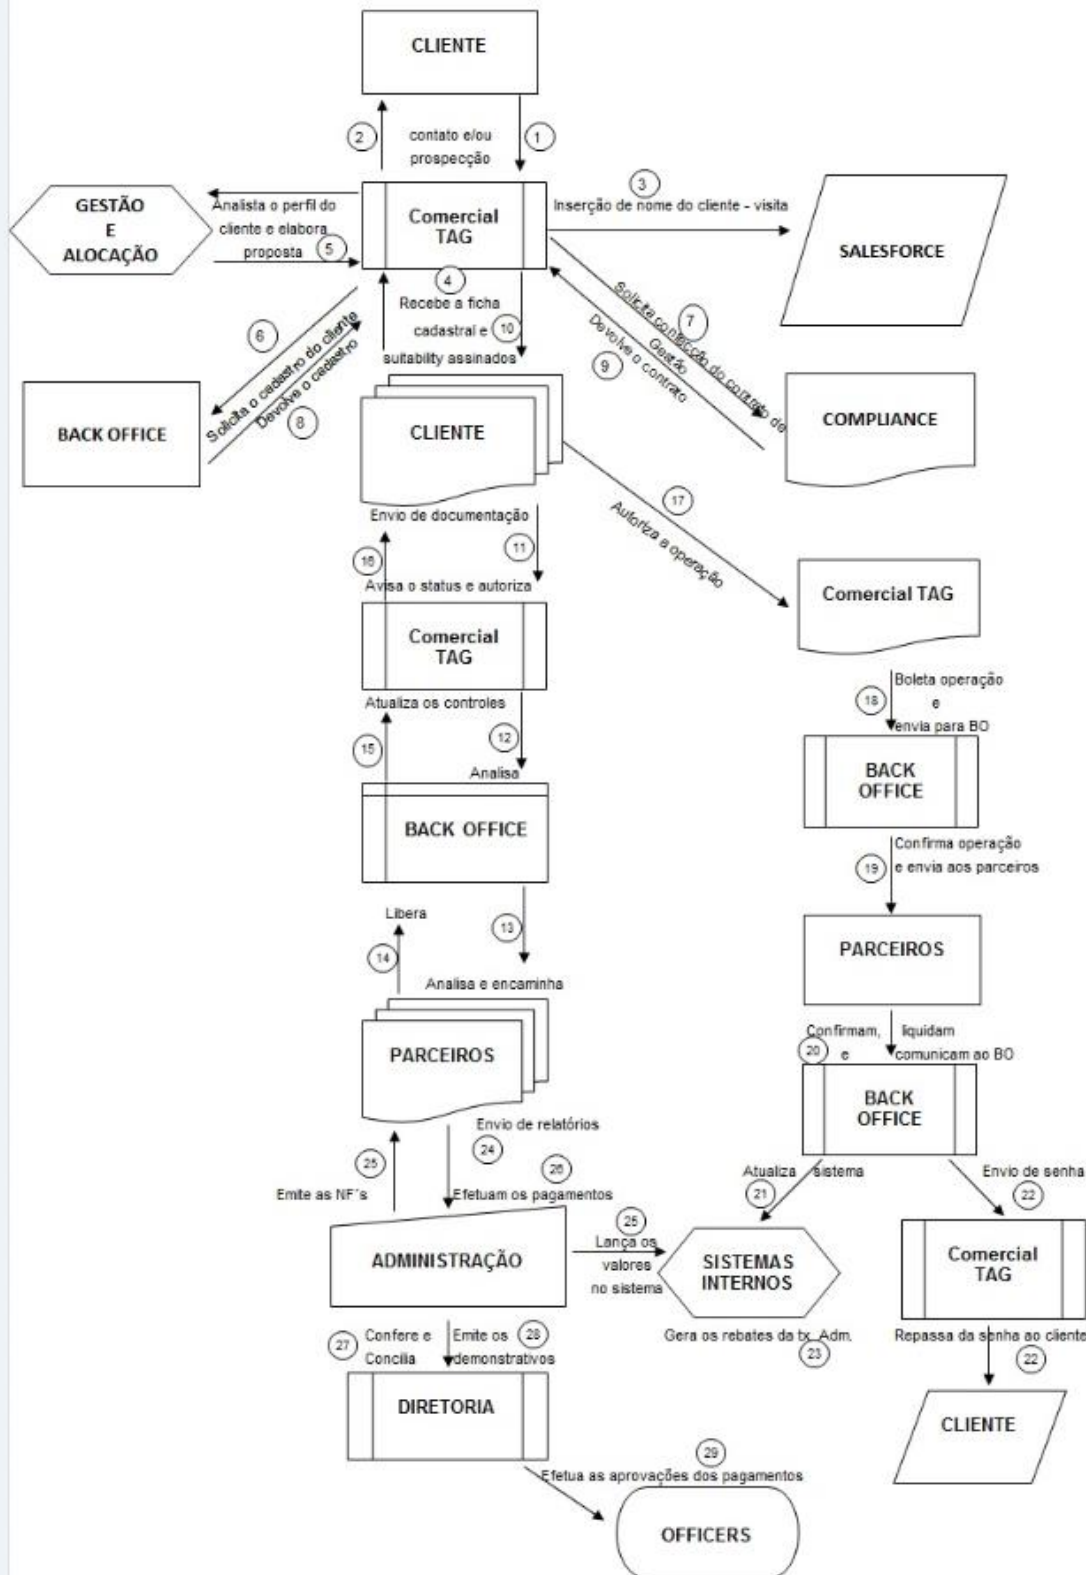 CLIENTE
2
contato e/ou
prospecção
1
GESTÃO
E
ALOCAÇÃO
Analista o perfil do
cliente e elabora
proposta
5
Comercial
TAG
3
Inserção de nome do cliente - visita
SALESFORCE
4
Recebe a ficha
cadastral e
10
suitability assinados
6
Solicita o cadastro do cliente
Devolve o cadastro
8
7
Solicita confecção do contrato de
Gestão
Devolve o contrato
9
BACK OFFICE
CLIENTE
COMPLIANCE
Envio de documentação
11
16
Avisa o status e autoriza
17
Autoriza a operação
Comercial
TAG
Comercial TAG
Atualiza os controles
12
15
Analisa
18
Boleta operação
e
envia para BO
BACK OFFICE
BACK
OFFICE
Confirma operação
19
e envia aos parceiros
Libera
13
14
Analisa e encaminha
PARCEIROS
PARCEIROS
Confirmam, liquidam
20
e comunicam ao BO
BACK
OFFICE
Envio de relatórios
24
25
Emite as NF´s
26
Efetuam os pagamentos
Atualiza sistema
21
Envio de senha
22
ADMINISTRAÇÃO
25
Lança os
valores
no sistema
SISTEMAS
INTERNOS
Comercial
TAG
Gera os rebates da tx. Adm.
23
Repassa da senha ao cliente
22
27
Confere e
Concilia
Emite os
28
demonstrativos
DIRETORIA
CLIENTE
29
Efetua as aprovações dos pagamentos
OFFICERS